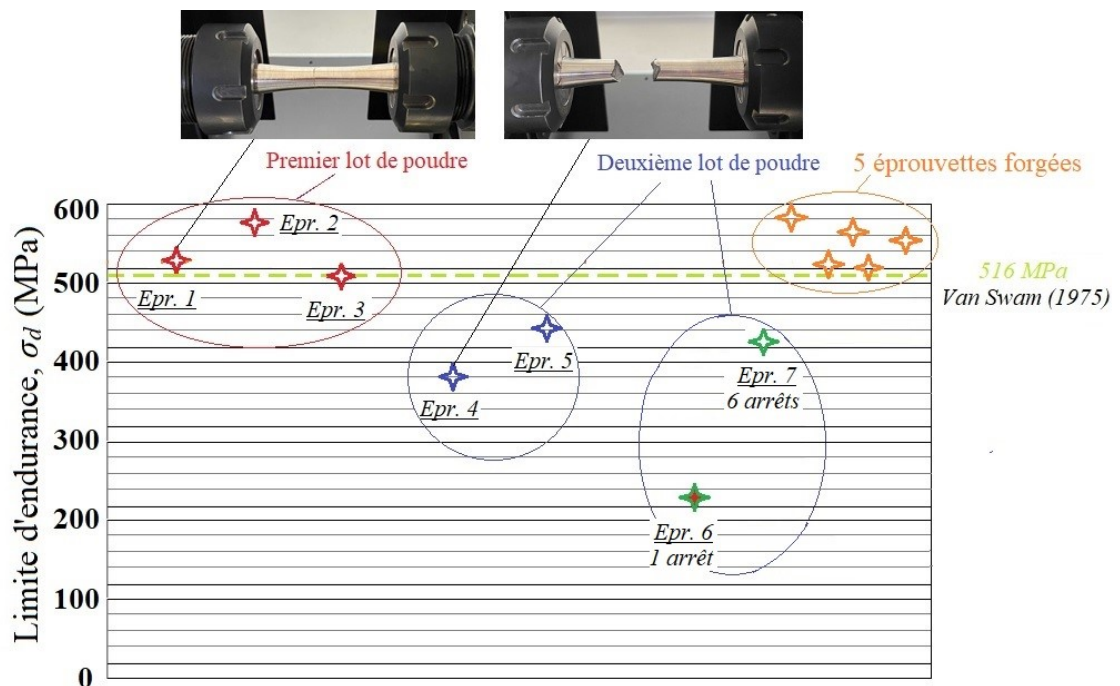 Premier lot de poudre
Deuxième lot de poudre
5 éprouvettes forgées
Limite d'endurance, σd (MPa)
600
500
400
300
200
100
0
Epr. 1
Epr. 2
Epr. 3
Epr. 4
Epr. 5
Epr. 7
6 arrêts
Epr. 6
1 arrêt
516 MPa
Van Swam (1975)